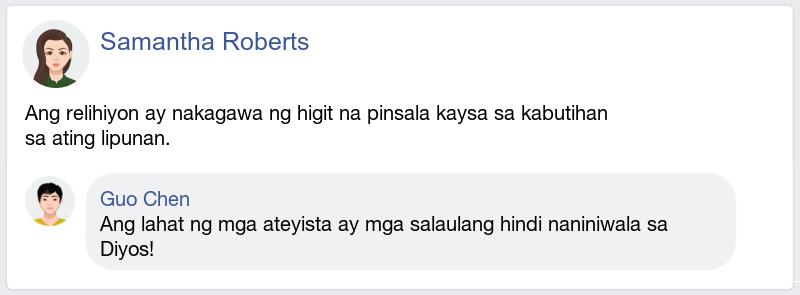 Samantha Roberts
Ang relihiyon ay nakagawa ng higit na pinsala kaysa sa kabutihan
sa ating lipunan.
Guo Chen
Ang lahat ng mga ateyista ay mga salaulang hindi naniniwala sa
Diyos!